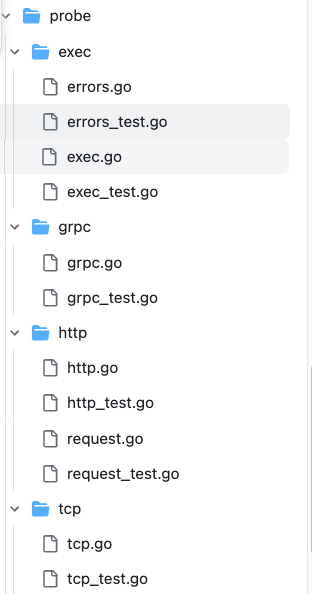 probe
exec
errors.go
errors_test.go
exec.go
exec_test.go
grpc
grpc.go
grpc_test.go
http
http.go
http_test.go
request.go
request_test.go
tcp
tcp.go
tcp_test.go